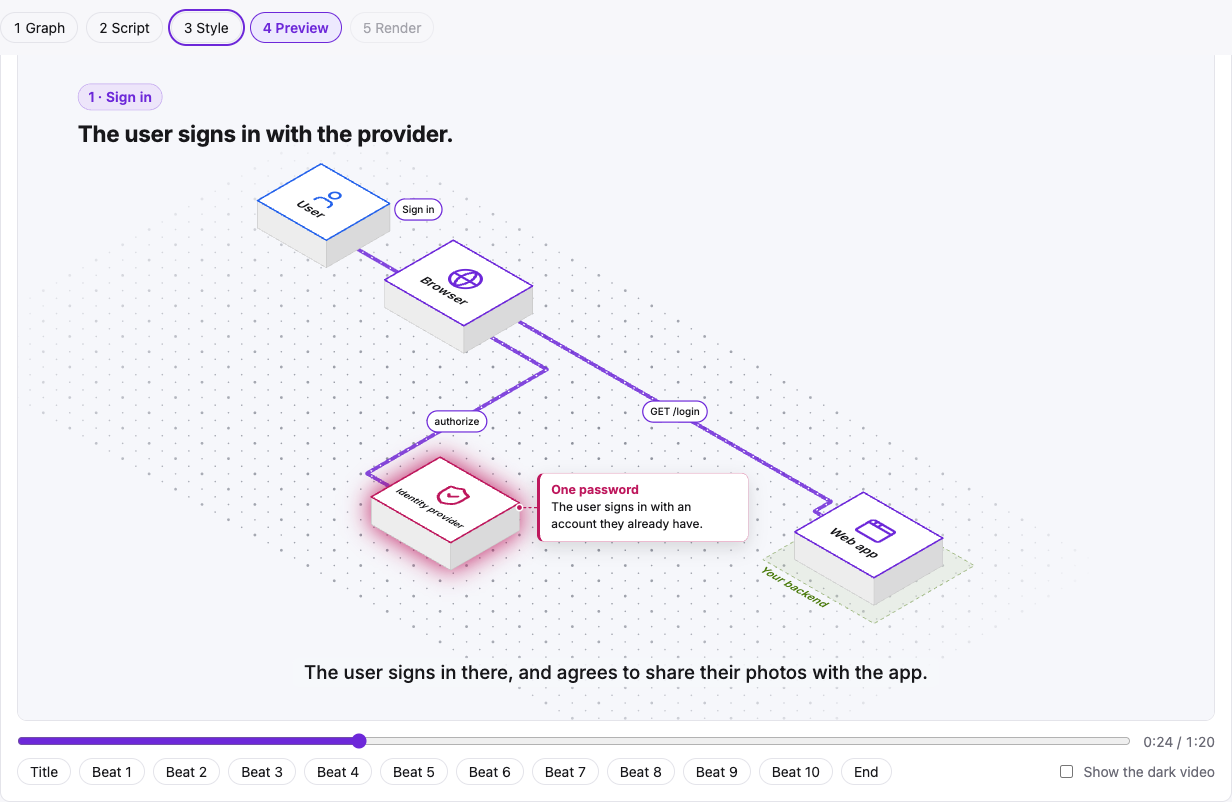 1 Graph
2 Script
3 Style
4 Preview
5 Render
1 · Sign in
The user signs in with the provider.
User
Sign in
Browser
authorize
GET /login
Identity provider
One password
The user signs in with an
account they already have.
Web app
Your backend
The user signs in there, and agrees to share their photos with the app.
0:24 / 1:20
Title
Beat 1
Beat 2
Beat 3
Beat 4
Beat 5
Beat 6
Beat 7
Beat 8
Beat 9
Beat 10
End
Show the dark video